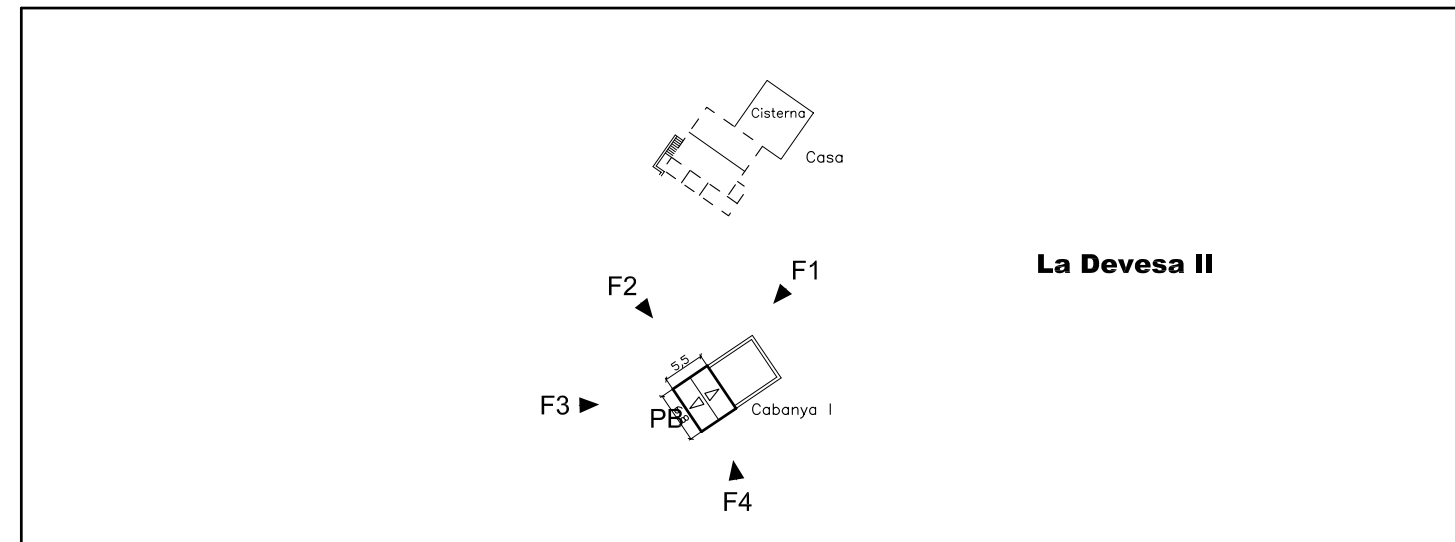 Cisterna
Casa
La Devesa II
F1
F2
5,5
F3
PB
Cabanya I
F4